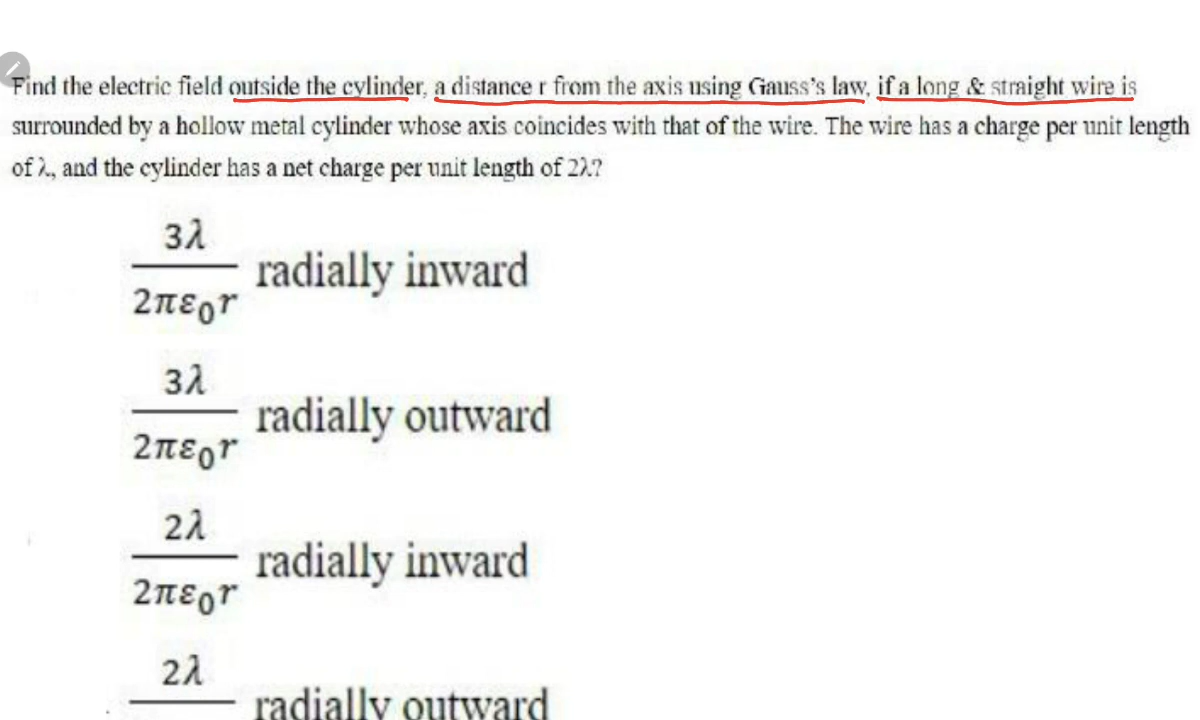 Find the electric field outside the cylinder, a distance r from the axis using Gauss's law, if a long & straight wire is
surrounded by a hollow metal cylinder whose axis coincides with that of the wire. The wire has a charge per unit length
of λ, and the cylinder has a net charge per unit length of 2λ?
3λ
radially inward
2πε₀r
3λ
radially outward
2πε₀r
2λ
radially inward
2πε₀r
2λ
radially outward